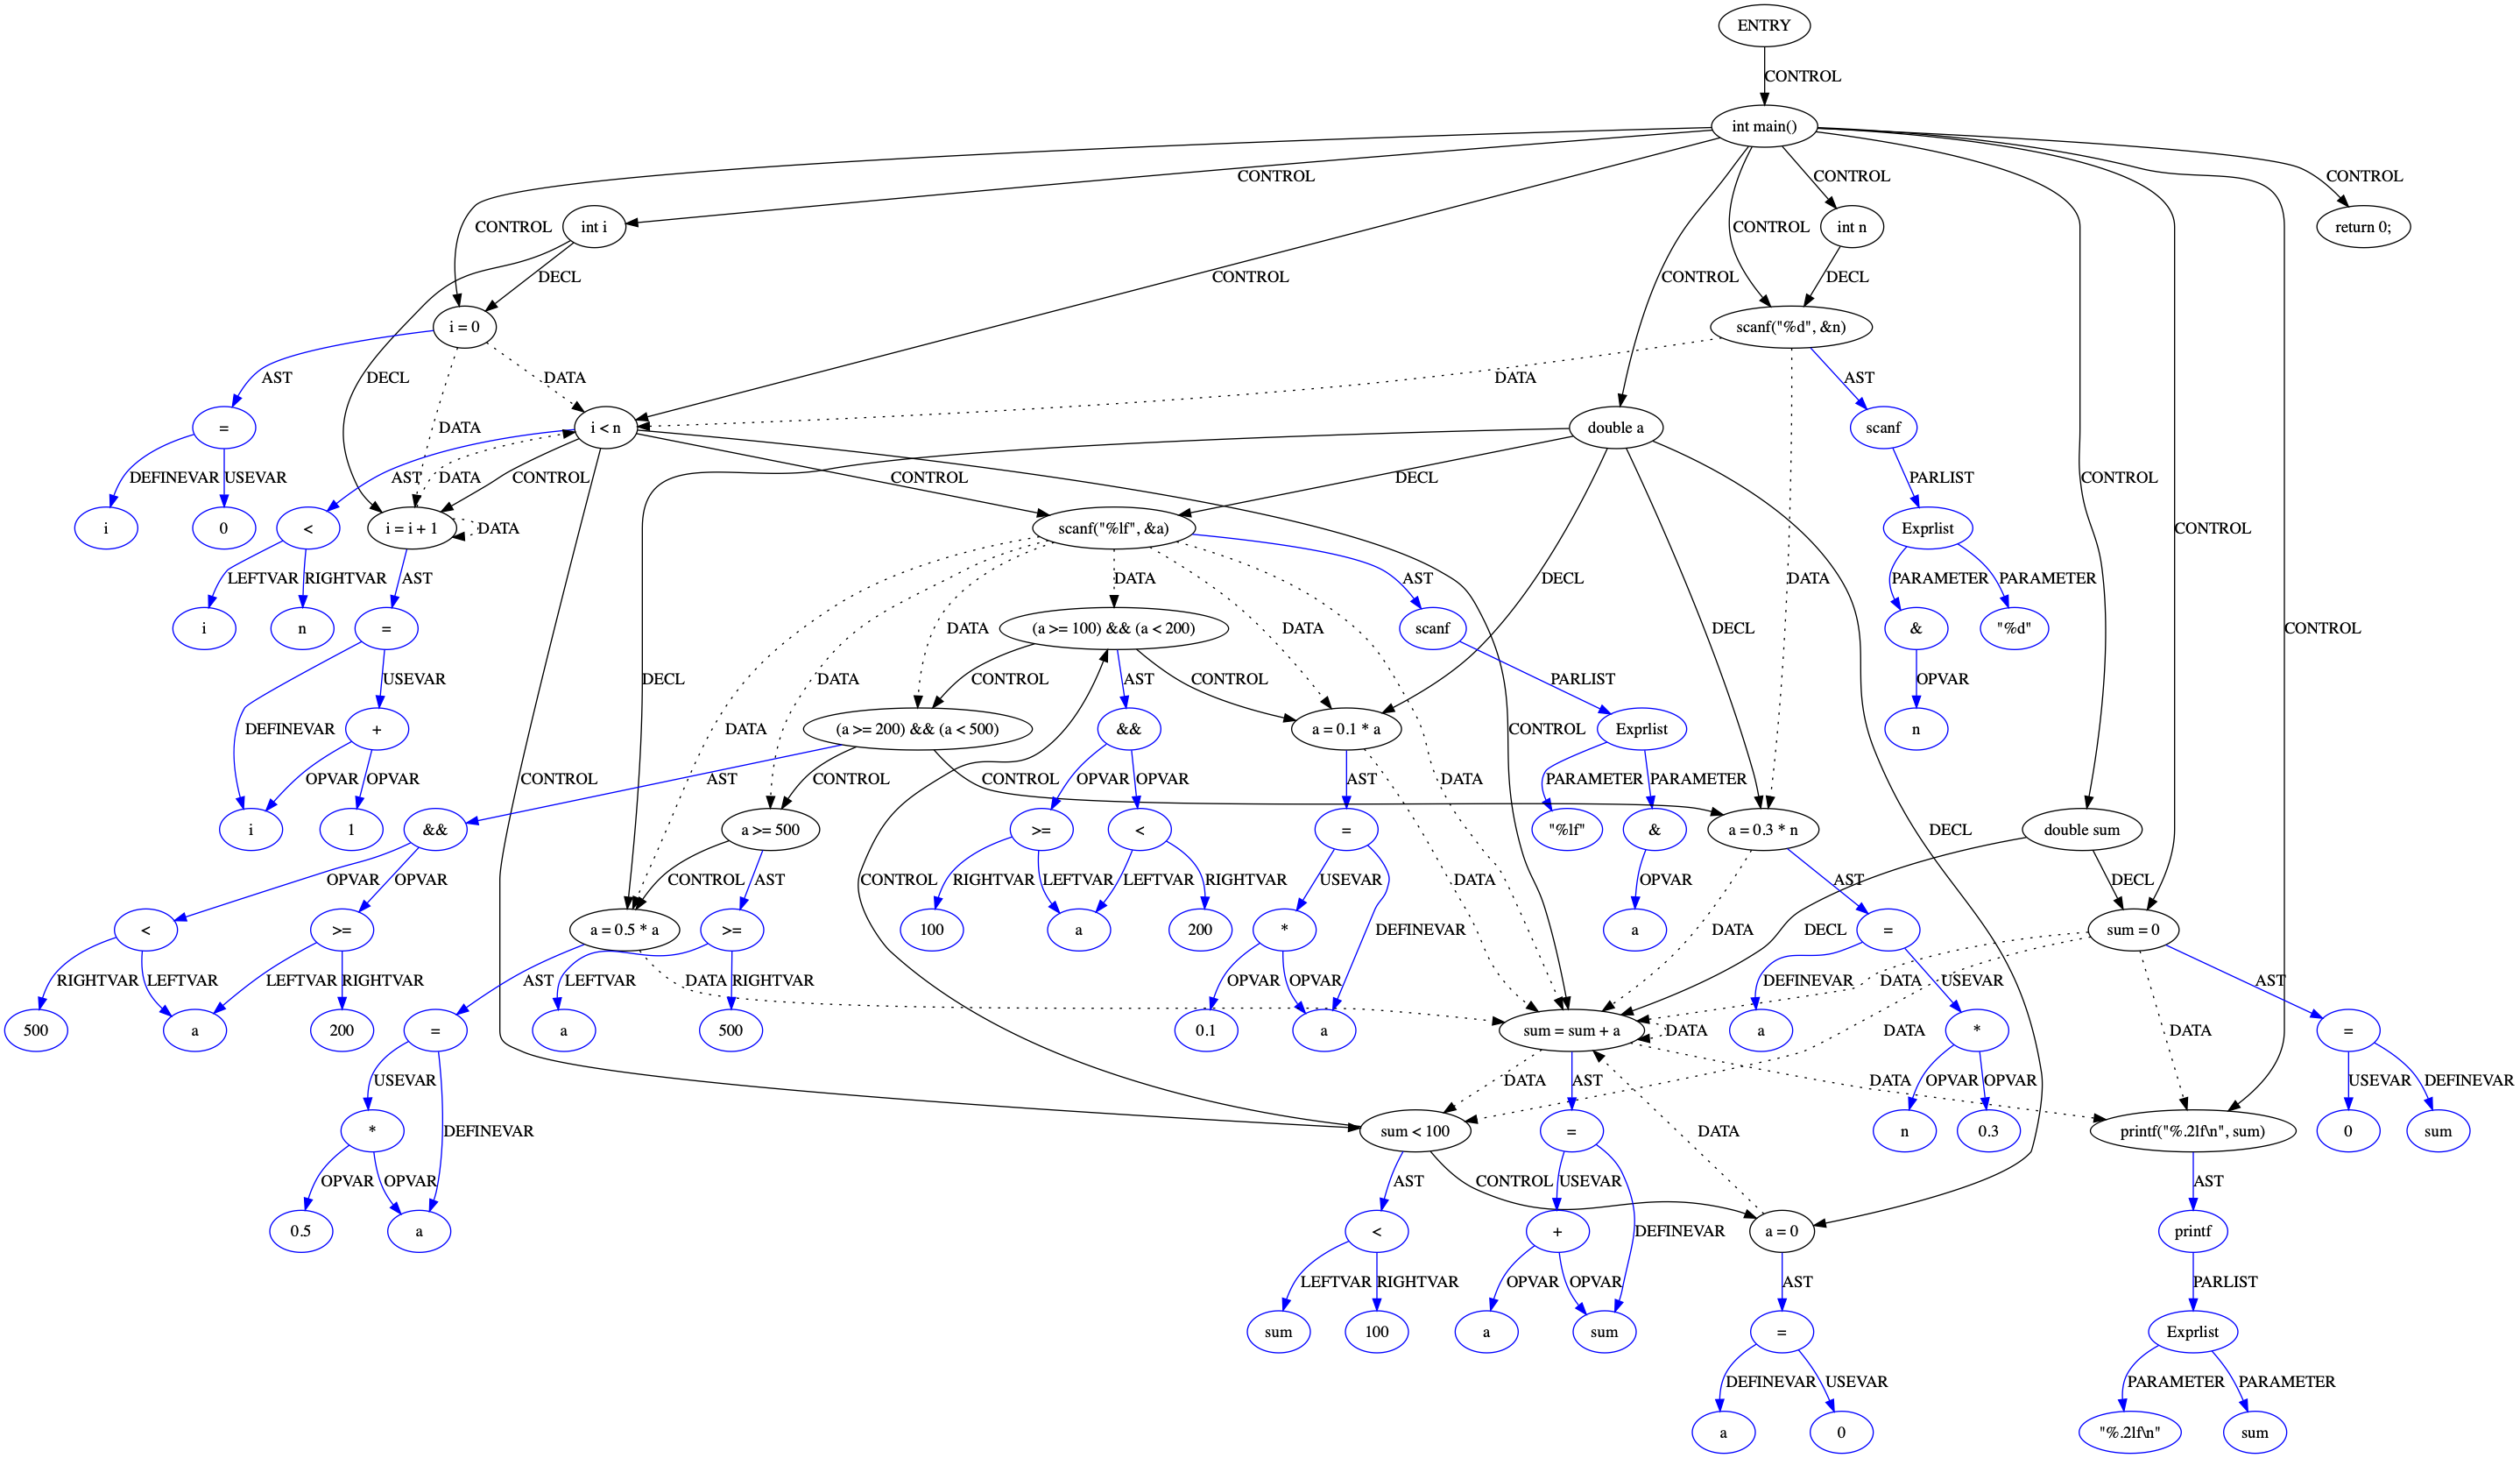 ENTRY
CONTROL
int main()
CONTROL
CONTROL
CONTROL
int i
CONTROL
CONTROL
int n
return 0;
DECL
CONTROL
CONTROL
DECL
i = 0
scanf("%d", &n)
AST
DECL
DATA
DATA
AST
=
i < n
double a
scanf
DEFINEVAR
USEVAR
DATA
AST
DATA
CONTROL
CONTROL
DECL
PARLIST
CONTROL
i
0
<
i = i + 1
DATA
scanf("%lf", &a)
Exprlist
CONTROL
LEFTVAR
RIGHTVAR
AST
DATA
AST
DECL
DATA
PARAMETER
PARAMETER
i
n
=
(a >= 100) && (a < 200)
scanf
&
"%d"
CONTROL
USEVAR
DECL
DATA
DATA
DATA
CONTROL
AST
CONTROL
DATA
PARLIST
DECL
OPVAR
DEFINEVAR
+
DATA
(a >= 200) && (a < 500)
&&
a = 0.1 * a
CONTROL
Exprlist
n
OPVAR
OPVAR
CONTROL
AST
CONTROL
CONTROL
OPVAR
OPVAR
AST
DATA
PARAMETER
PARAMETER
i
1
&&
a >= 500
>=
<
=
"%lf"
&
a = 0.3 * n
double sum
DECL
OPVAR
OPVAR
CONTROL
AST
CONTROL
RIGHTVAR
LEFTVAR
LEFTVAR
RIGHTVAR
USEVAR
DATA
OPVAR
AST
DECL
<
>=
a = 0.5 * a
>=
100
a
200
*
DEFINEVAR
a
DATA
DECL
=
sum = 0
RIGHTVAR
LEFTVAR
LEFTVAR
RIGHTVAR
AST
LEFTVAR
DATA
RIGHTVAR
OPVAR
OPVAR
DEFINEVAR
DATA
USEVAR
AST
500
a
200
=
a
500
0.1
a
sum = sum + a
DATA
a
DATA
*
DATA
=
USEVAR
DATA
AST
DATA
OPVAR
OPVAR
USEVAR
DEFINEVAR
*
DEFINEVAR
sum < 100
=
DATA
n
0.3
printf("%.2lf\n", sum)
0
sum
OPVAR
OPVAR
AST
CONTROL
USEVAR
AST
0.5
a
<
+
DEFINEVAR
a = 0
printf
LEFTVAR
RIGHTVAR
OPVAR
OPVAR
AST
PARLIST
sum
100
a
sum
=
Exprlist
DEFINEVAR
USEVAR
PARAMETER
PARAMETER
a
0
"%.2lf\n"
sum